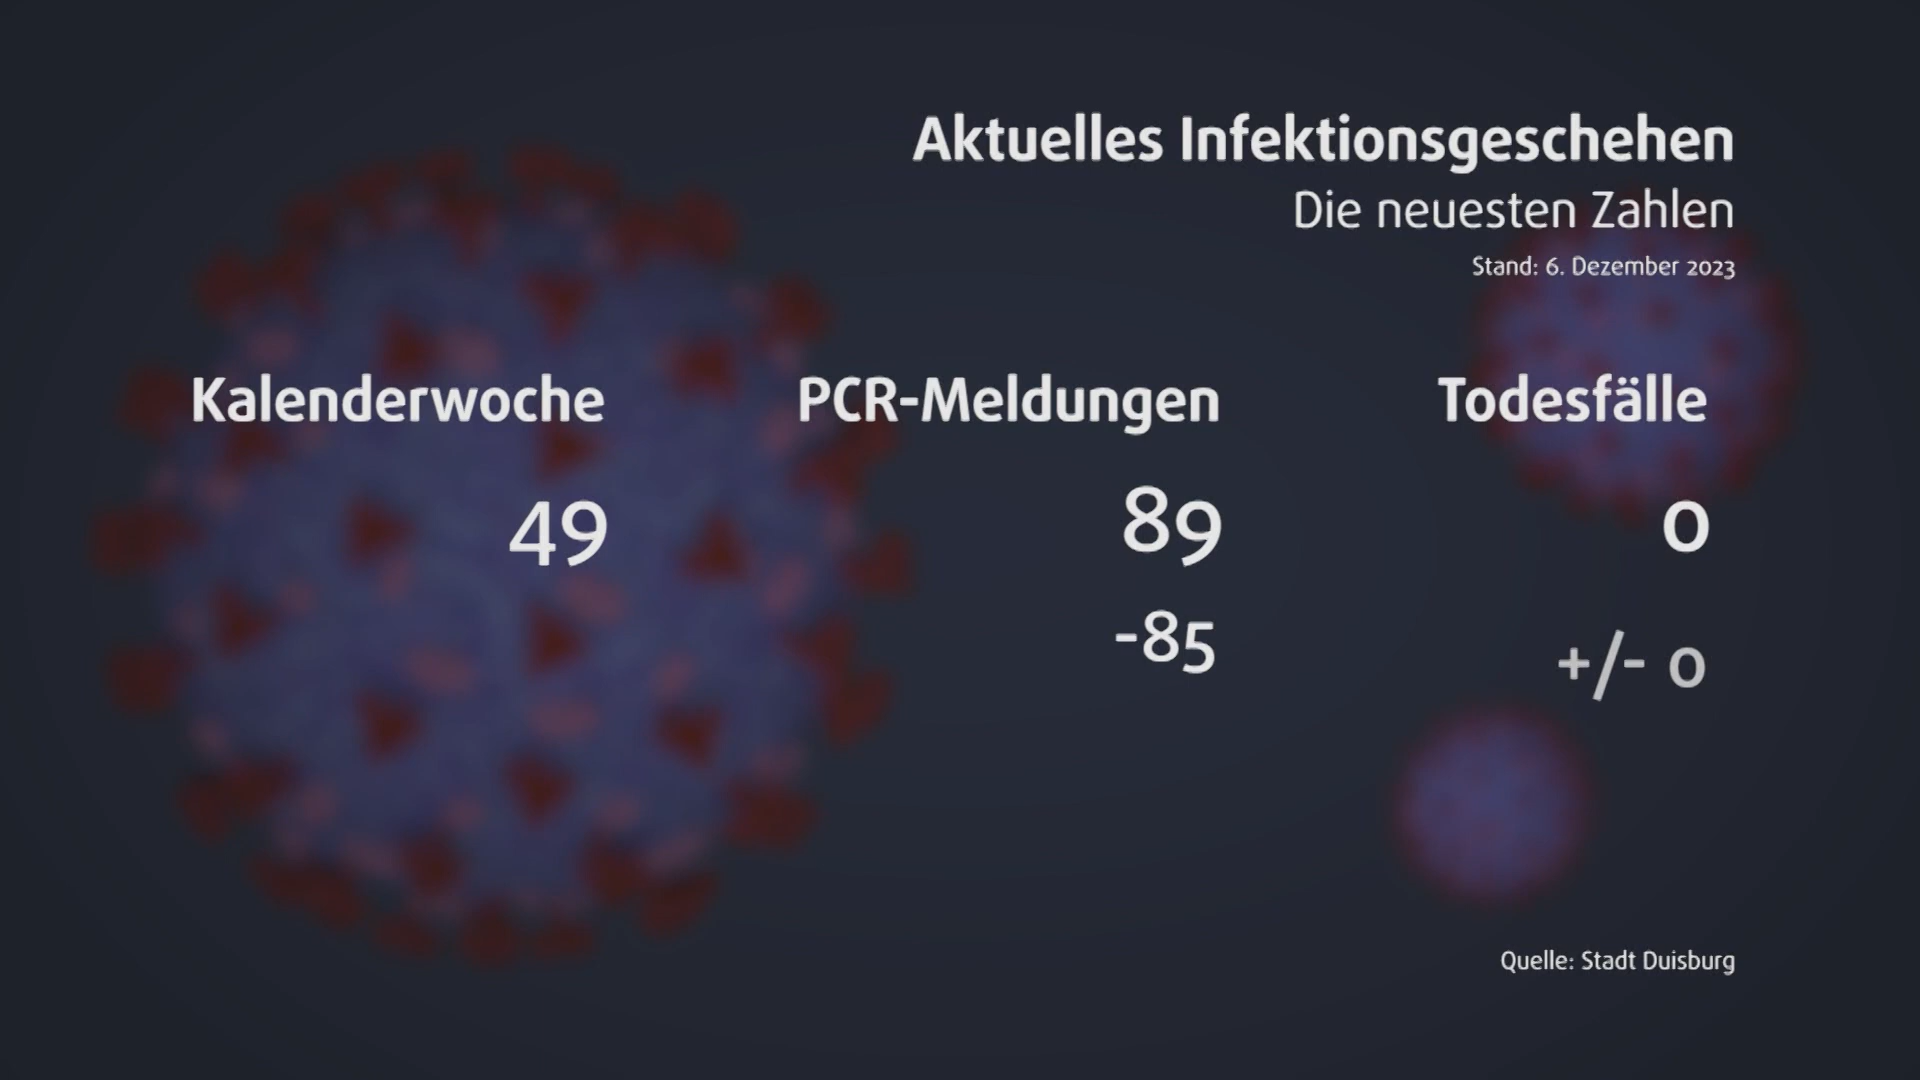 Aktuelles Infektionsgeschehen
Die neuesten Zahlen
Stand: 6. Dezember 2023
Kalenderwoche PCR-Meldungen Todesfälle
49 89 0
-85 +/- 0
Quelle: Stadt Duisburg